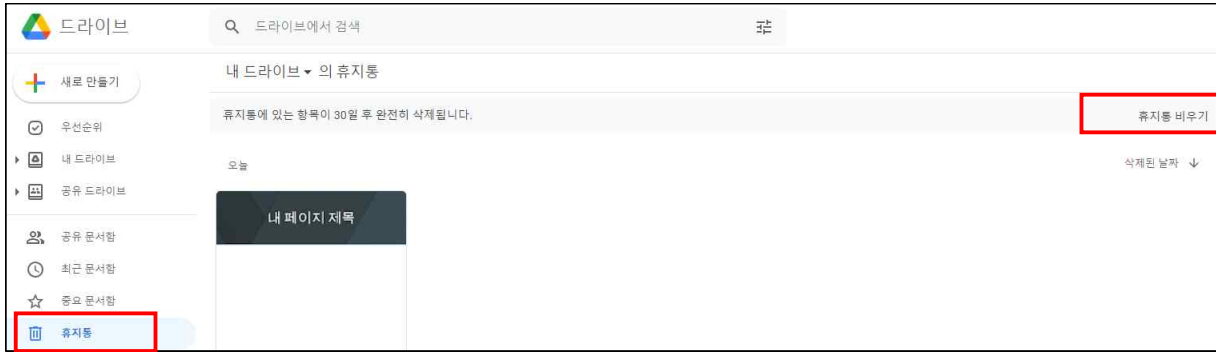 드라이브
드라이브에서 검색
새로 만들기
우선순위
내 드라이브
공유 드라이브
공유 문서함
최근 문서함
중요 문서함
휴지통
내 드라이브 의 휴지통
휴지통에 있는 항목이 30일 후 완전히 삭제됩니다.
휴지통 비우기
오늘
삭제된 날짜
내 페이지 제목